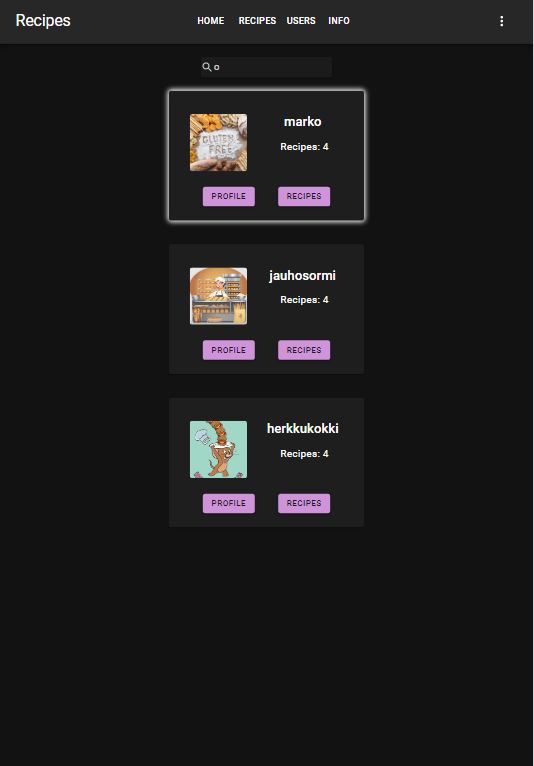 Recipes HOME RECIPES USERS INFO
o
GLUTEN
FREE
marko
Recipes: 4
PROFILE RECIPES
jauhosormi
Recipes: 4
PROFILE RECIPES
herkkukokki
Recipes: 4
PROFILE RECIPES